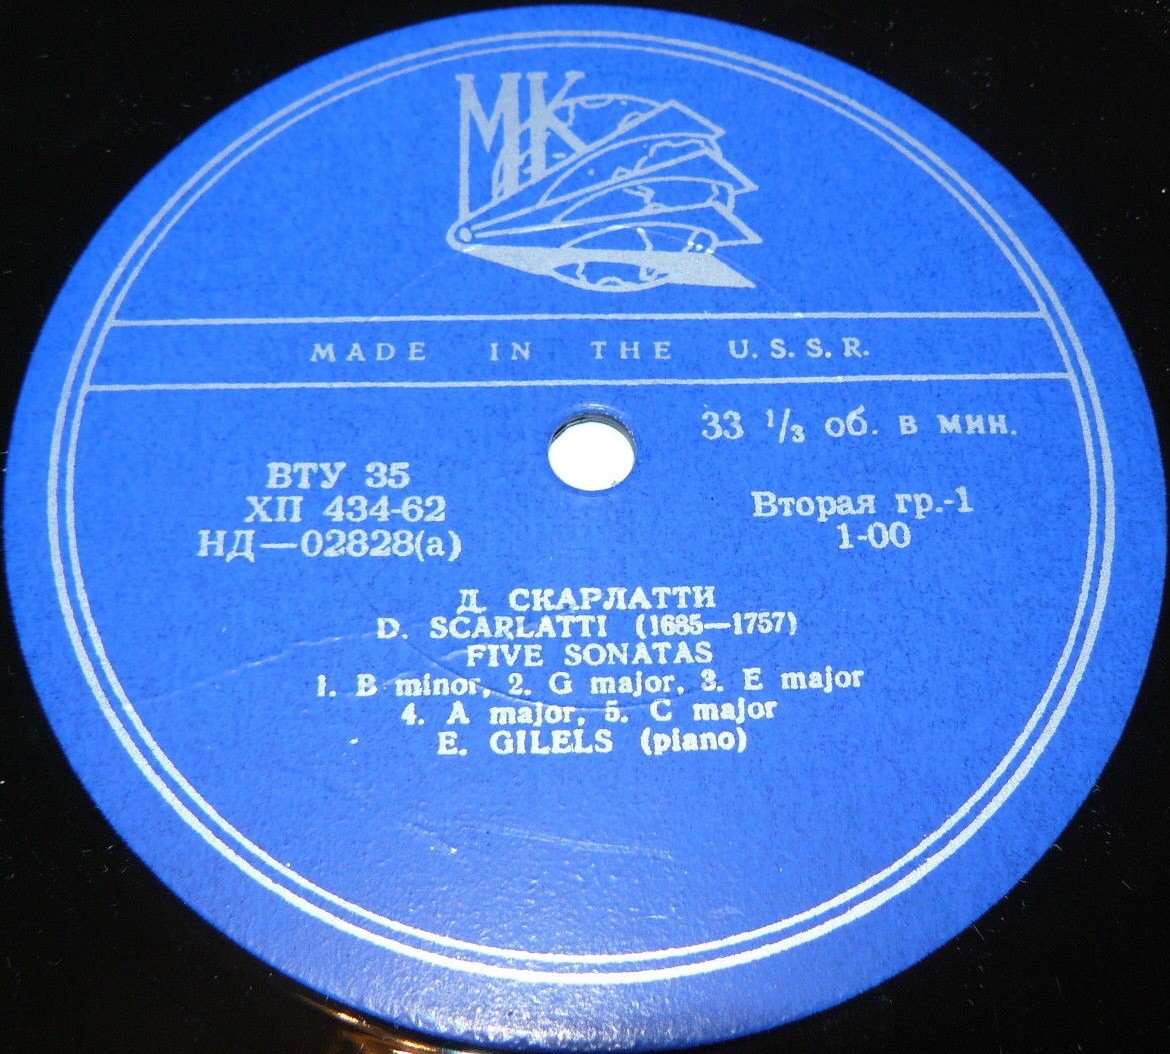 МК
MADE IN THE U.S.S.R.
33 1/3 об. в мин.
ВТУ 35
ХП 434-62
НД—02828(а)
Вторая гр.-1
1-00
Д. СКАРЛАТТИ
D. SCARLATTI (1685—1757)
FIVE SONATAS
1. B minor, 2. G major, 3. E major
4. A major, 5. C major
E. GILELS (piano)